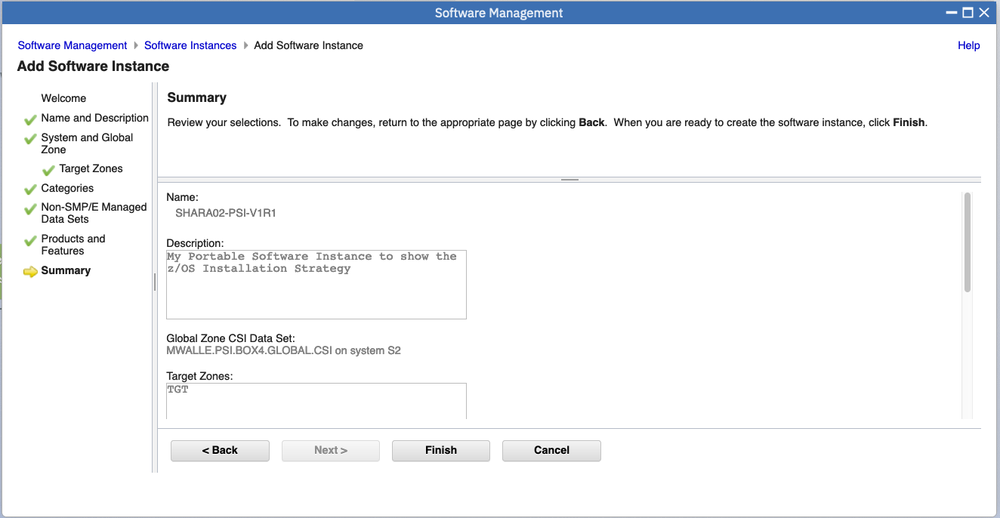 Software Management
Software Management Software Instances Add Software Instance Help
Add Software Instance
Welcome
Name and Description
System and Global
Zone
Target Zones
Categories
Non-SMP/E Managed
Data Sets
Products and
Features
Summary
Summary
Review your selections. To make changes, return to the appropriate page by clicking Back. When you are ready to create the software instance, click Finish.
Name:
SHARA02-PSI-V1R1
Description:
My Portable Software Instance to show the
z/OS Installation Strategy
Global Zone CSI Data Set:
MWALLE.PSI.BOX4.GLOBAL.CSI on system S2
Target Zones:
TGT
< Back Next > Finish Cancel